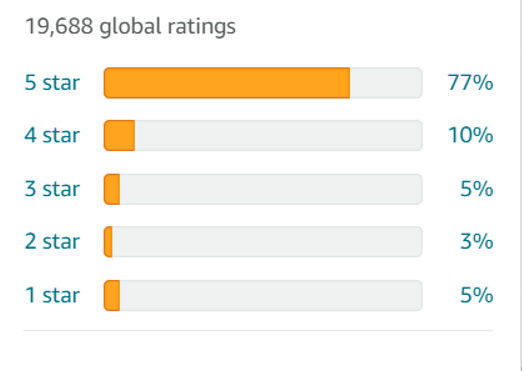 19,688 global ratings
5 star 77%
4 star 10%
3 star 5%
2 star 3%
1 star 5%